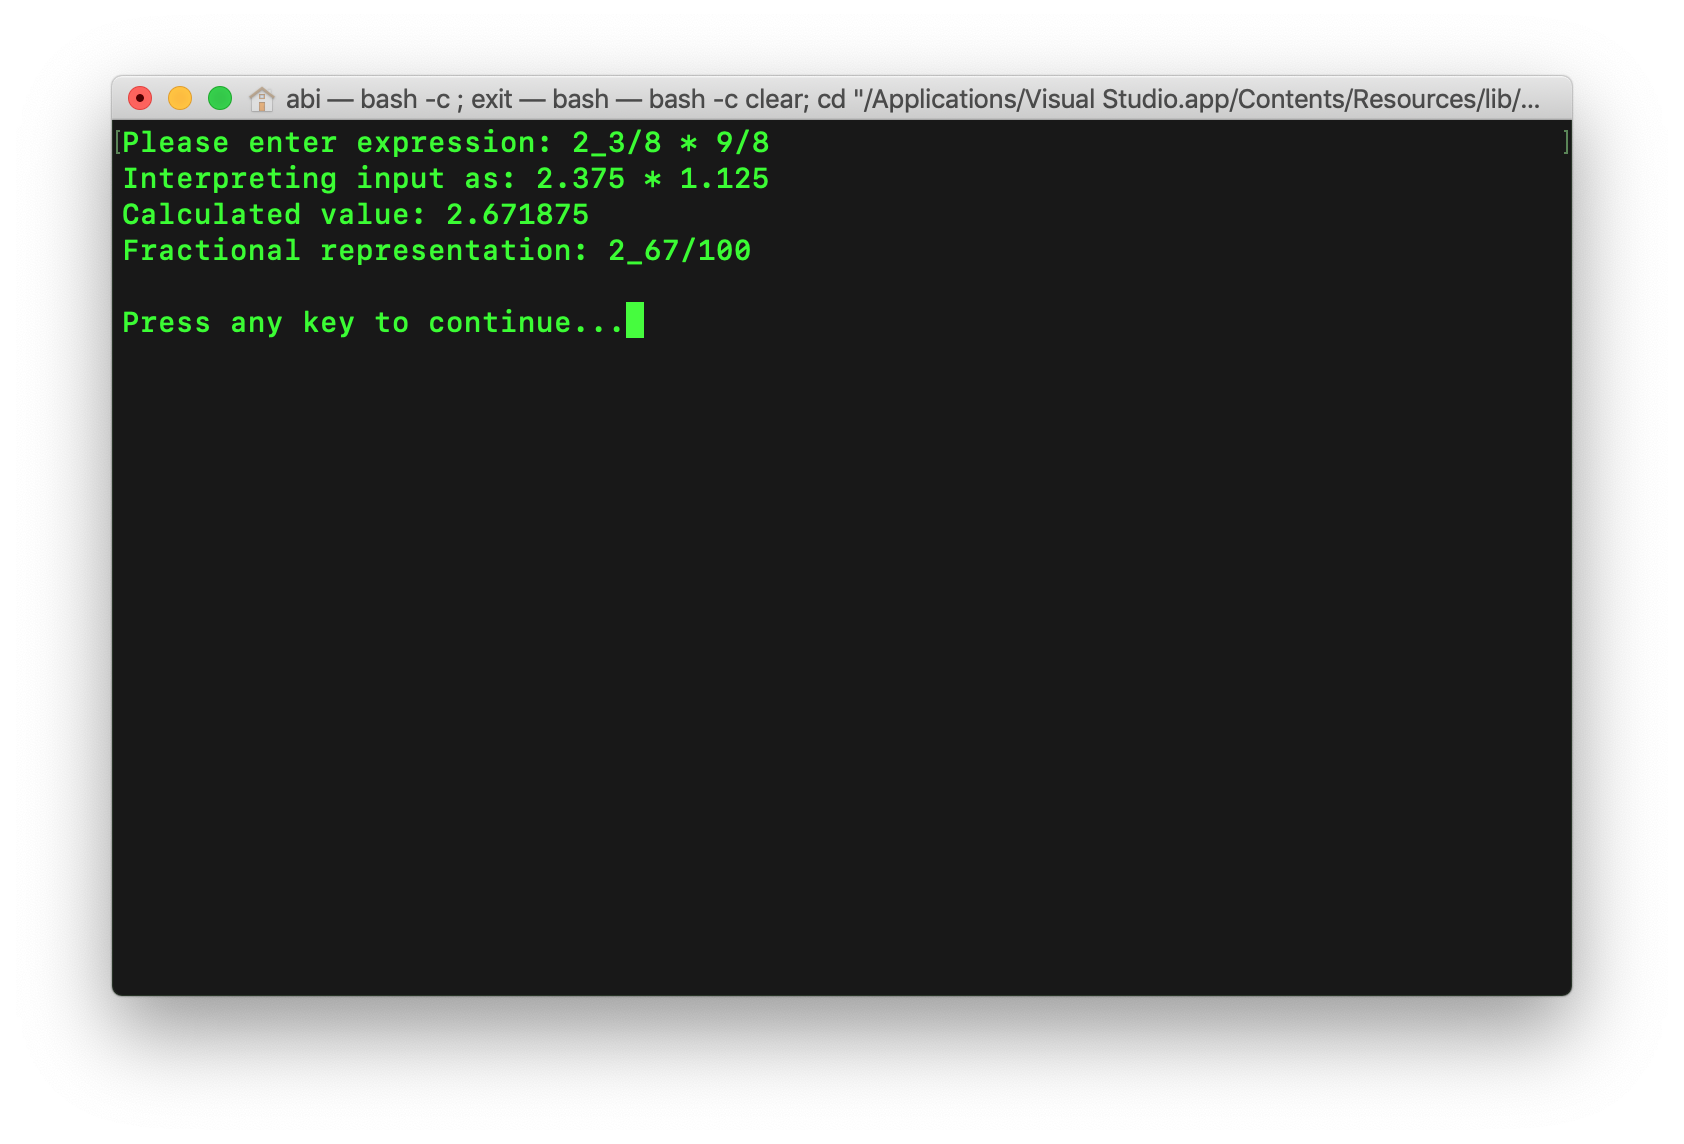 abi — bash -c ; exit — bash — bash -c clear; cd "/Applications/Visual Studio.app/Contents/Resources/lib/...
[Please enter expression: 2_3/8 * 9/8 ]
Interpreting input as: 2.375 * 1.125
Calculated value: 2.671875
Fractional representation: 2_67/100
Press any key to continue...